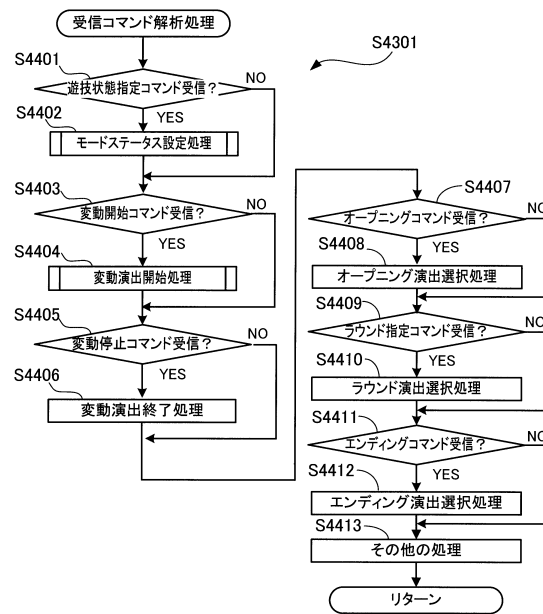 受信コマンド解析処理
S4301
S4401
遊技状態指定コマンド受信？
NO
YES
S4402
モードステータス設定処理
S4403
変動開始コマンド受信？
NO
YES
S4404
変動演出開始処理
S4405
変動停止コマンド受信？
NO
YES
S4406
変動演出終了処理
S4407
オープニングコマンド受信？
NO
YES
S4408
オープニング演出選択処理
S4409
ラウンド指定コマンド受信？
NO
YES
S4410
ラウンド演出選択処理
S4411
エンディングコマンド受信？
NO
YES
S4412
エンディング演出選択処理
S4413
その他の処理
リターン